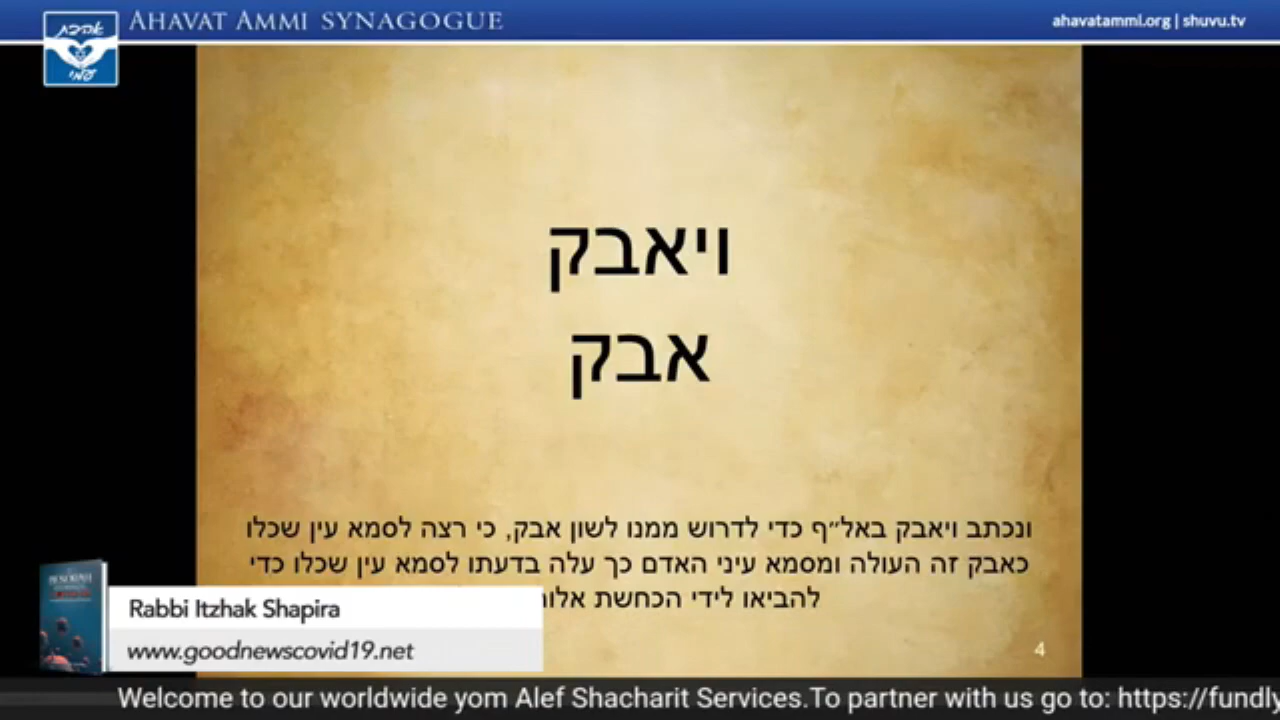 AHAVAT AMMI SYNAGOGUE
ahavatammi.org | shuvu.tv
אהבת
עמי
ויאבק
אבק
ונכתב ויאבק באל״ף כדי לדרוש ממנו לשון אבק, כי רצה לסמא עין שכלו
כאבק זה העולה ומסמא עיני האדם כך עלה בדעתו לסמא עין שכלו כדי
להביאו לידי הכחשת
Rabbi Itzhak Shapira
www.goodnewscovid19.net
4
Welcome to our worldwide yom Alef Shacharit Services.To partner with us go to: https://fundly